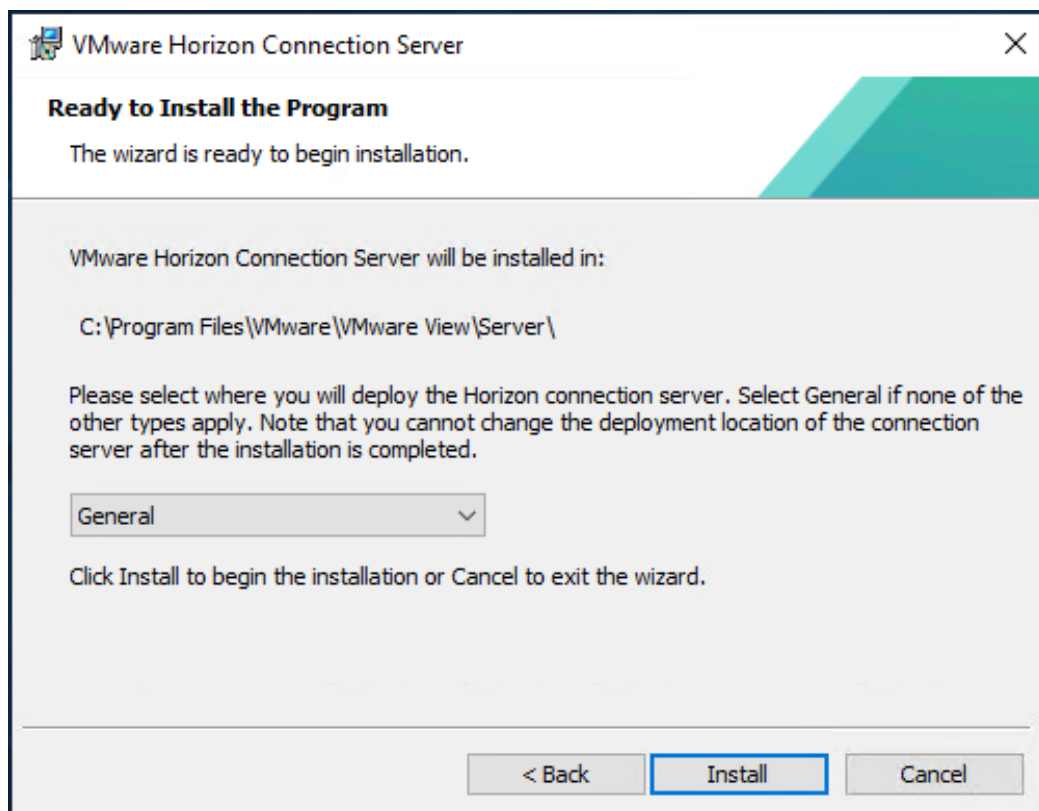 VMware Horizon Connection Server
Ready to Install the Program
The wizard is ready to begin installation.
VMware Horizon Connection Server will be installed in:
C:\Program Files\VMware\VMware View\Server\
Please select where you will deploy the Horizon connection server. Select General if none of the
other types apply. Note that you cannot change the deployment location of the connection
server after the installation is completed.
General
Click Install to begin the installation or Cancel to exit the wizard.
< Back
Install
Cancel